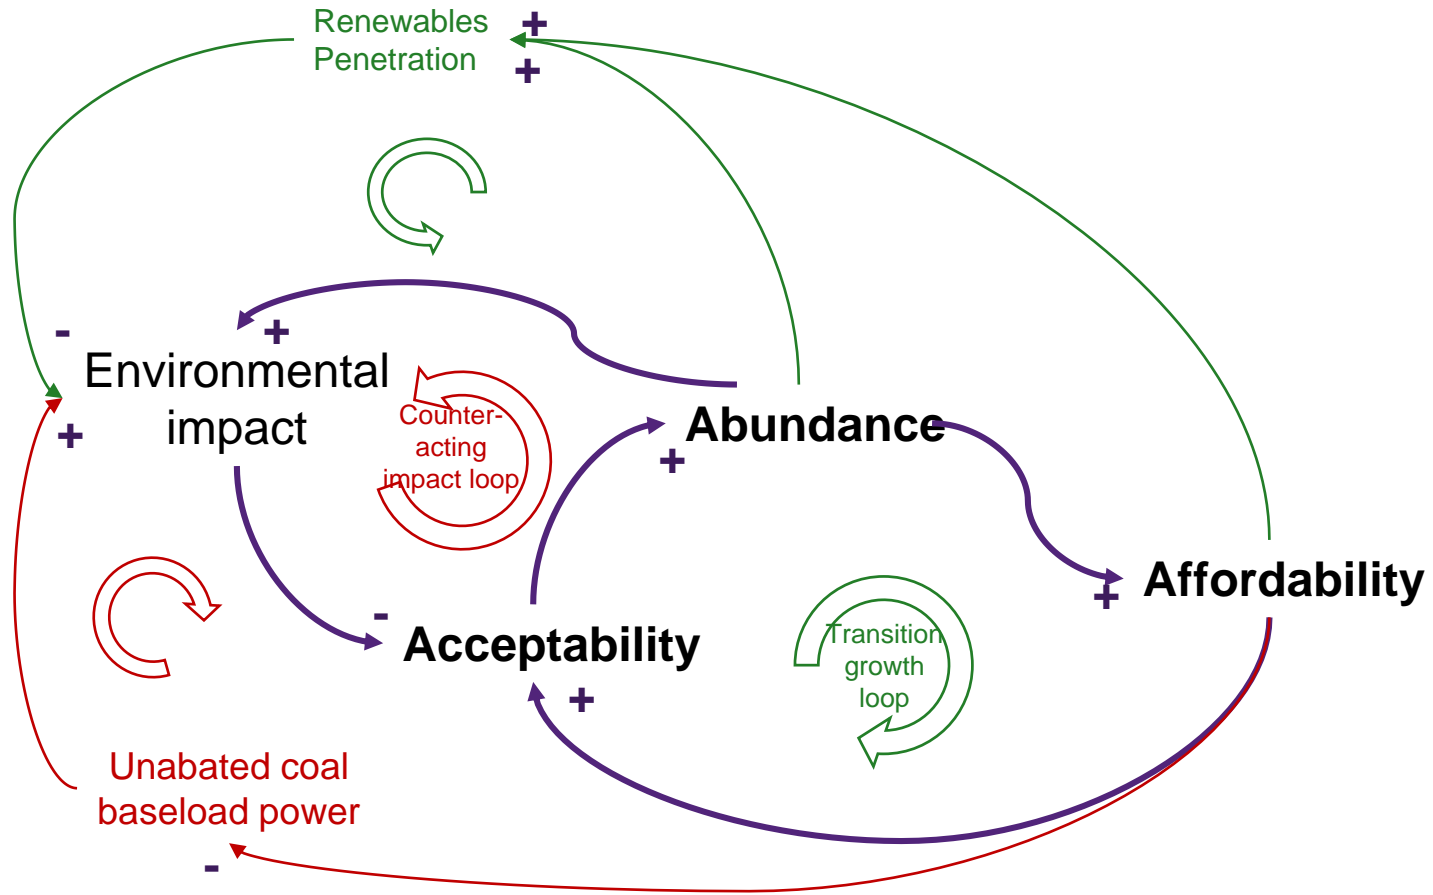 Renewables
Penetration
+
+
-
+
Environmental
impact
+
Counter-
acting
impact loop
Abundance
+
Affordability
+
-
Acceptability
+
Transition
growth
loop
Unabated coal
baseload power
-